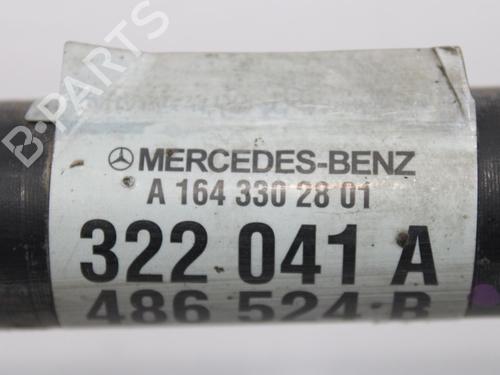 B-PARTS
MERCEDES-BENZ
A 164 330 28 01
322 041 A
486 524 B